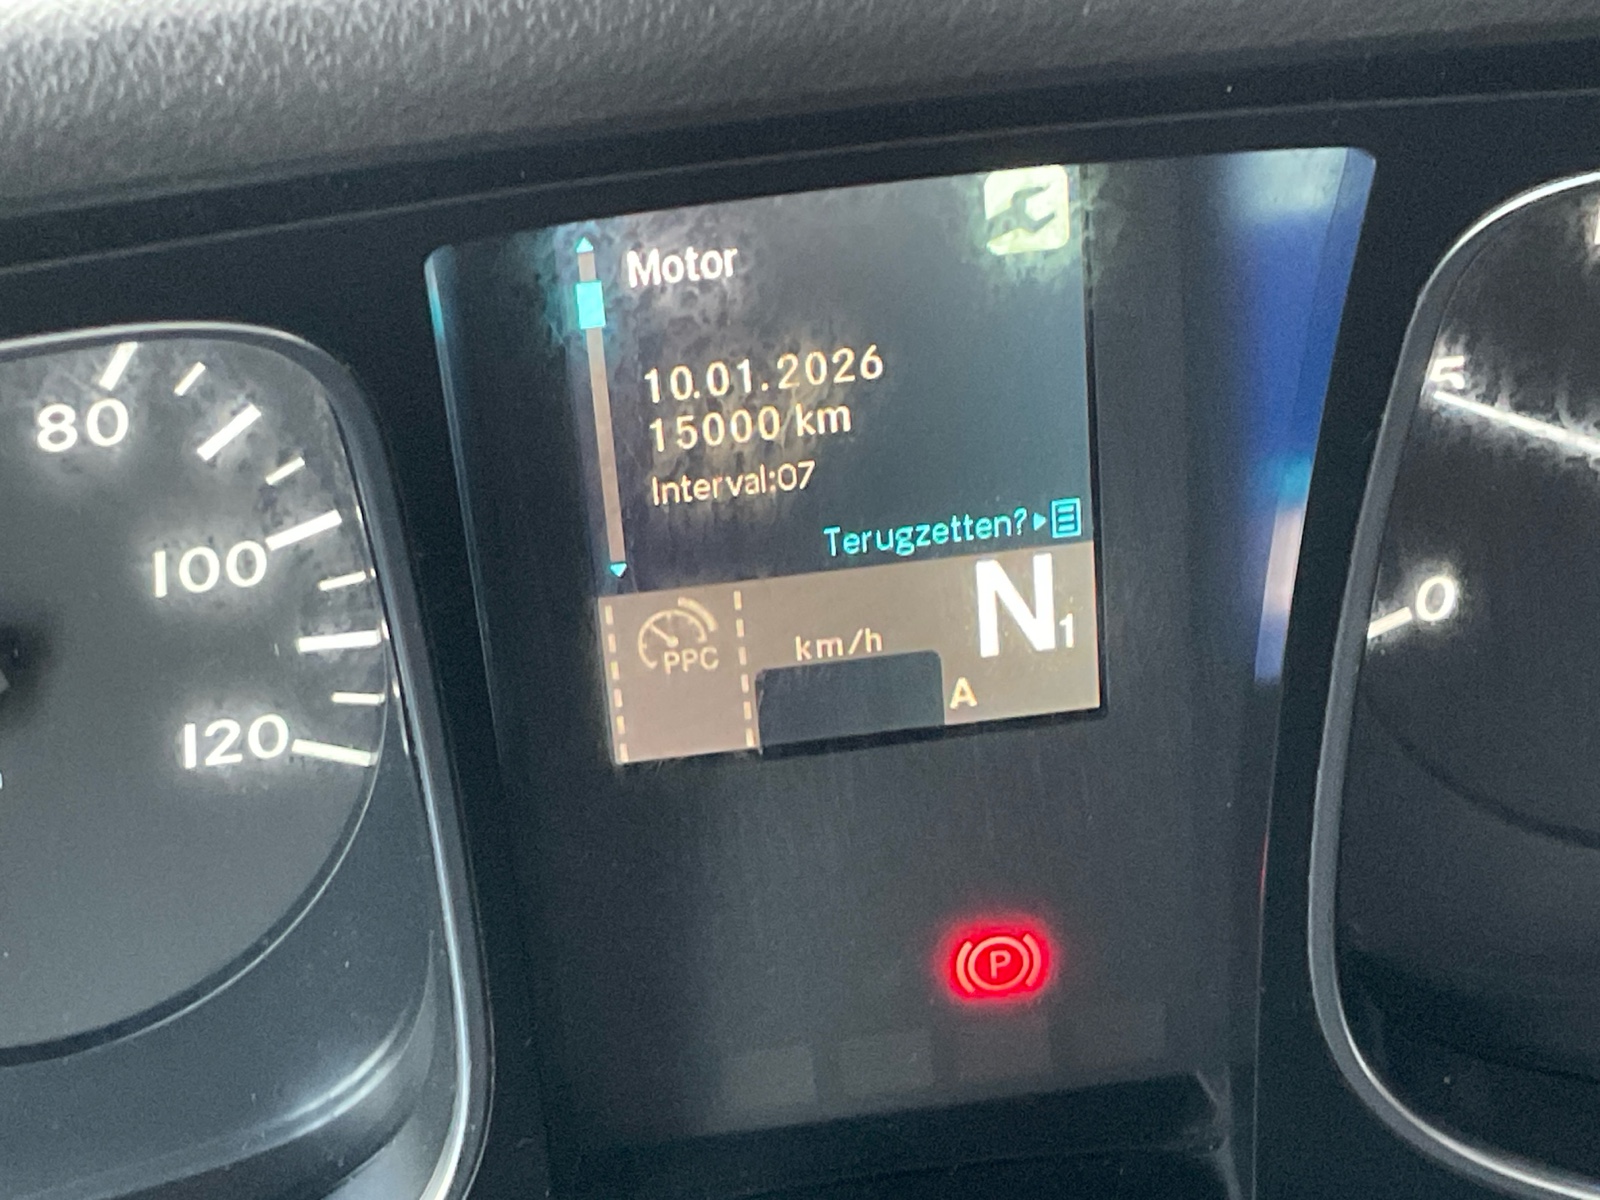 Motor
10.01.2026
15000 km
Interval:07
Terugzetten?
PPC
km/h
N1
A
80
100
120
5
0
P